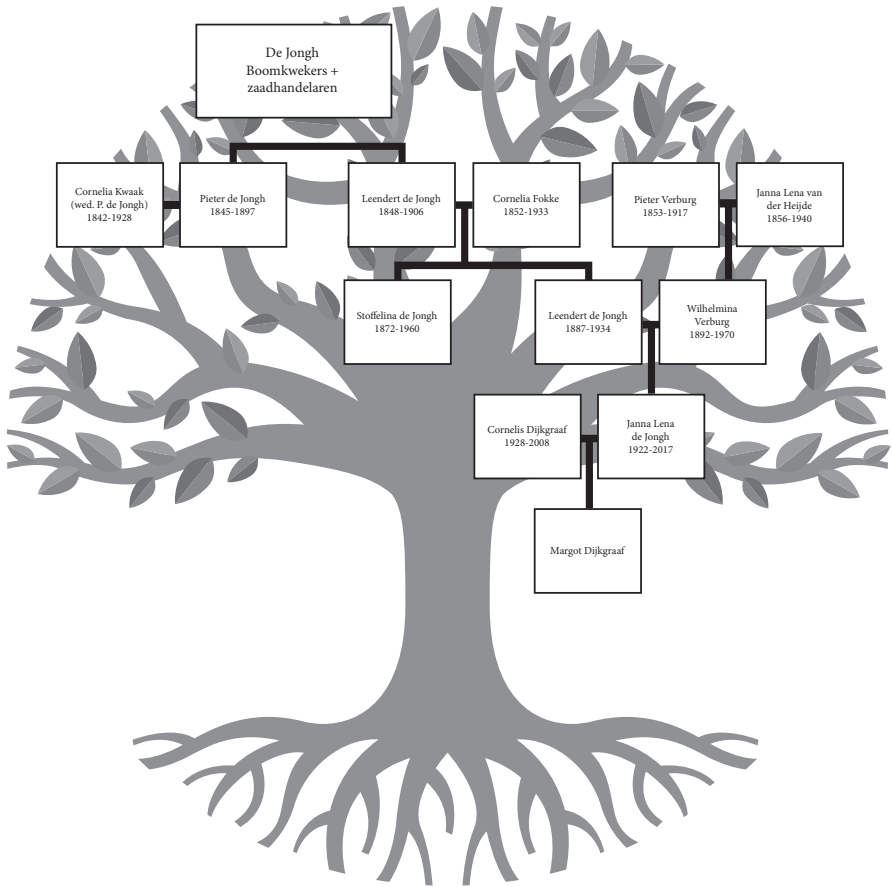 De Jongh
Boomkwekers +
zaadhandelaren
Cornelia Kwaak
(wed. P. de Jongh)
1842-1928
Pieter de Jongh
1845-1897
Leendert de Jongh
1848-1906
Cornelia Fokke
1852-1933
Pieter Verburg
1853-1917
Janna Lena van
der Heijde
1856-1940
Stoffelina de Jongh
1872-1960
Leendert de Jongh
1887-1934
Wilhelmina
Verburg
1892-1970
Cornelis Dijkgraaf
1928-2008
Janna Lena
de Jongh
1922-2017
Margot Dijkgraaf